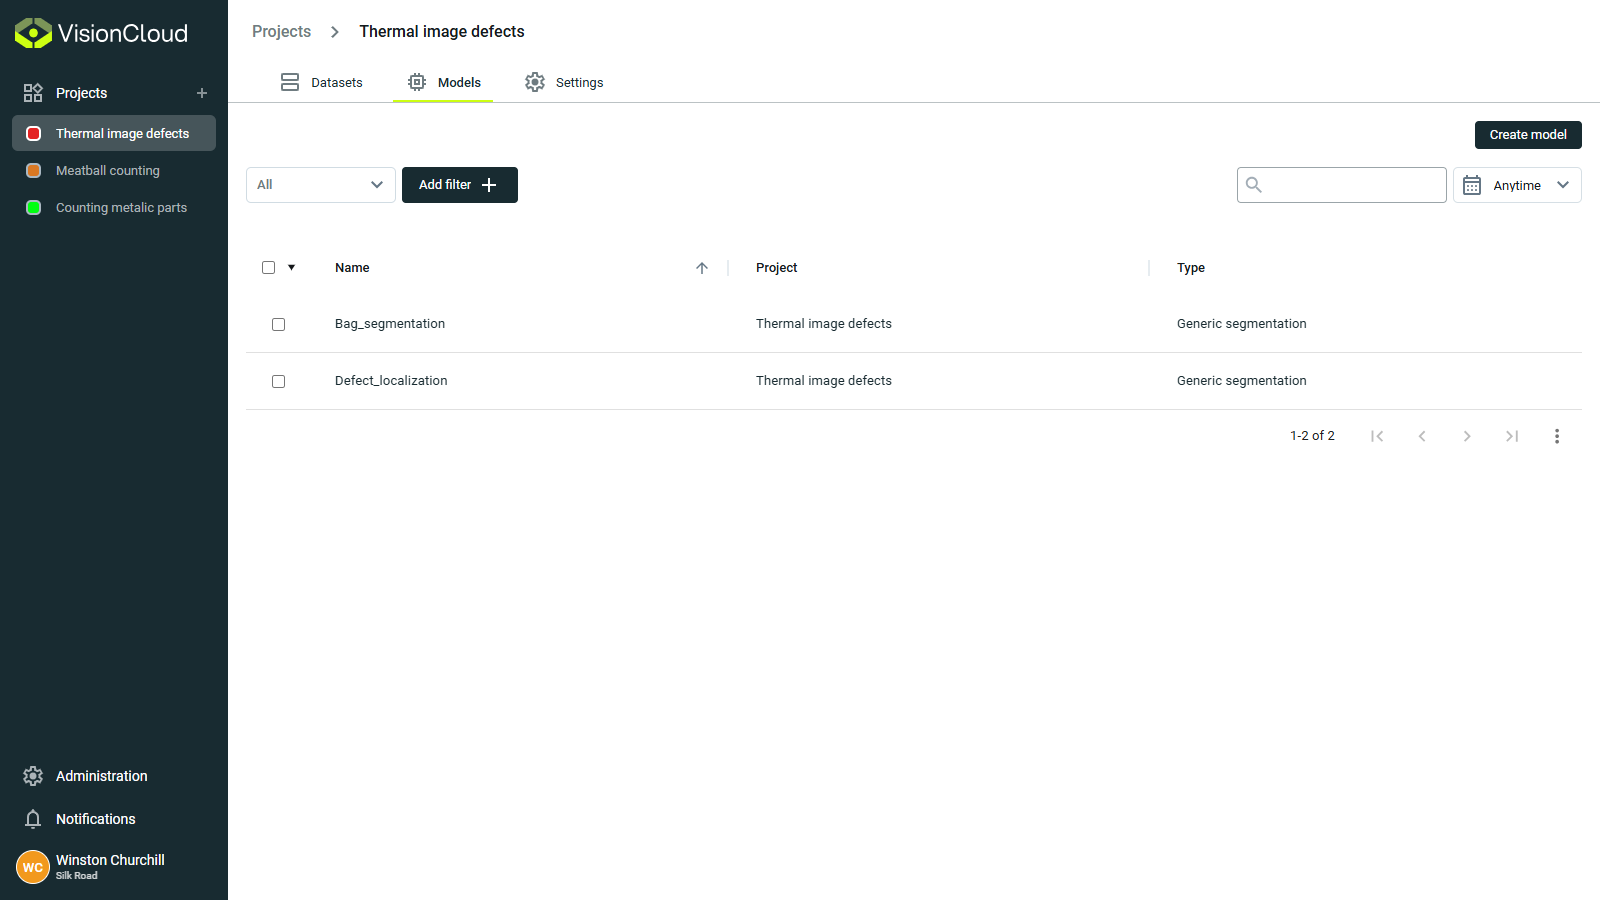 VisionCloud
Projects
Thermal image defects
Meatball counting
Counting metalic parts
Administration
Notifications
WC
Winston Churchill
Silk Road
Projects > Thermal image defects
Datasets
Models
Settings
Create model
All
Add filter
Anytime
Name
Project
Type
Bag_segmentation
Thermal image defects
Generic segmentation
Defect_localization
Thermal image defects
Generic segmentation
1-2 of 2